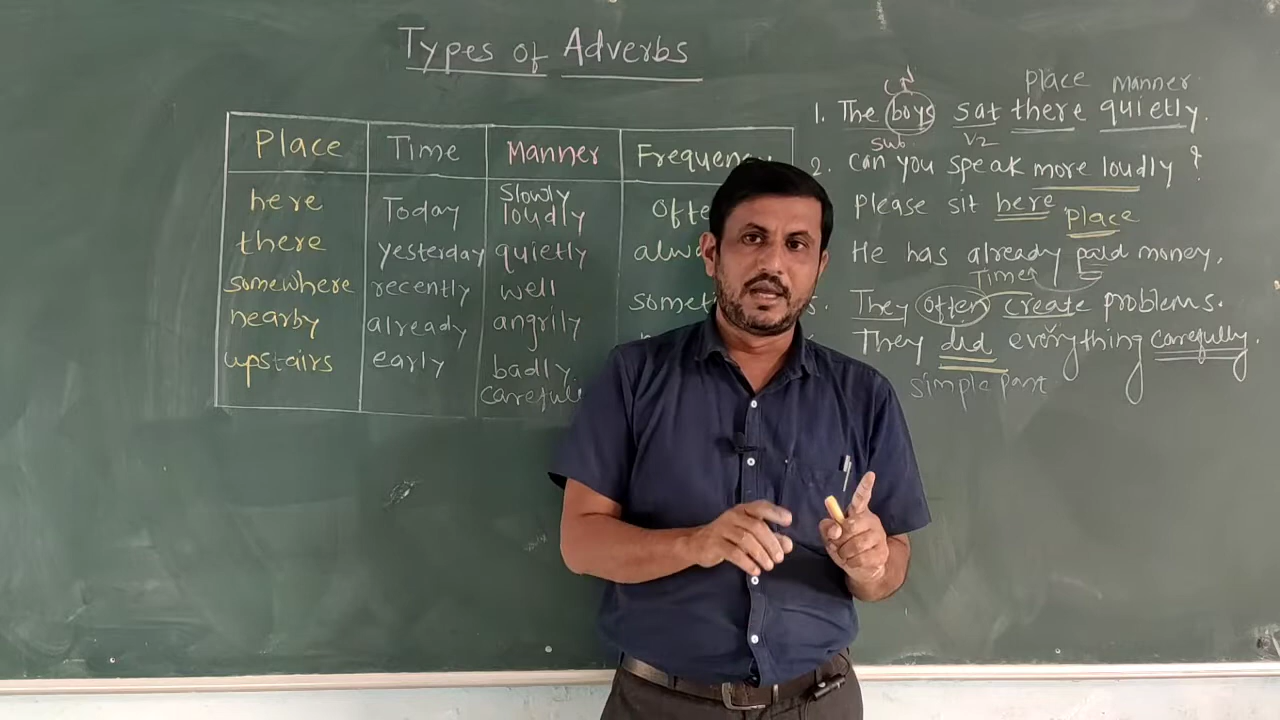 Types of Adverbs
Place Time Manner Frequency
here Today slowly loudly
there yesterday quietly
somewhere recently well
nearby already angrily
upstairs early badly
CN PLACE MANNER
1. The boys sat there quietly.
sub. V2
2. Can you speak more loudly?
Please sit here Place
He has already paid money,
Time
They often create problems.
They did everything carefully.
simple past